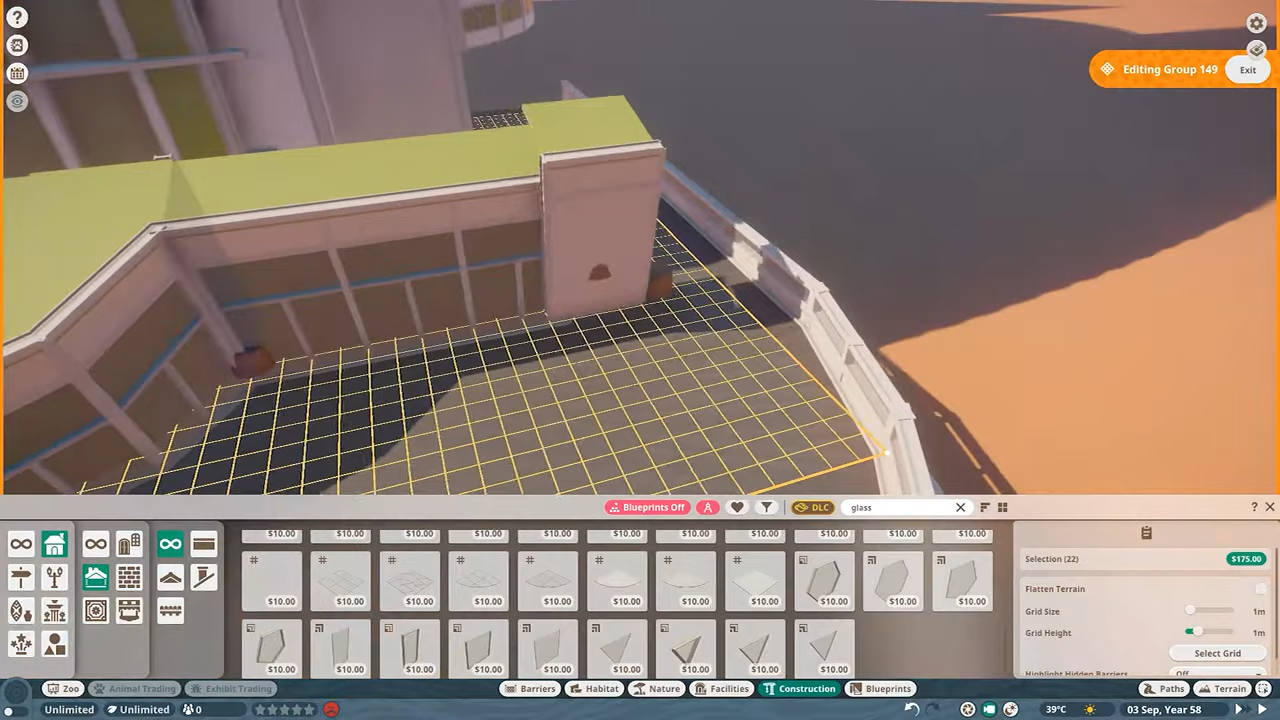 ?
Editing Group 149 Exit
Blueprints Off DLC glass ? ×
$10.00 $10.00 $10.00 $10.00 $10.00 $10.00 $10.00 $10.00 $10.00 $10.00 $10.00
$10.00 $10.00 $10.00 $10.00 $10.00 $10.00 $10.00 $10.00 $10.00 $10.00 $10.00
$10.00 $10.00 $10.00 $10.00 $10.00 $10.00 $10.00 $10.00 $10.00
Selection (22) $175.00
Flatten Terrain
Grid Size 1m
Grid Height 1m
Select Grid
Highlight Hidden Barriers Off
Zoo Animal Trading Exhibit Trading Barriers Habitat Nature Facilities Construction Blueprints Paths Terrain
Unlimited Unlimited 0 39°C 03 Sep, Year 58